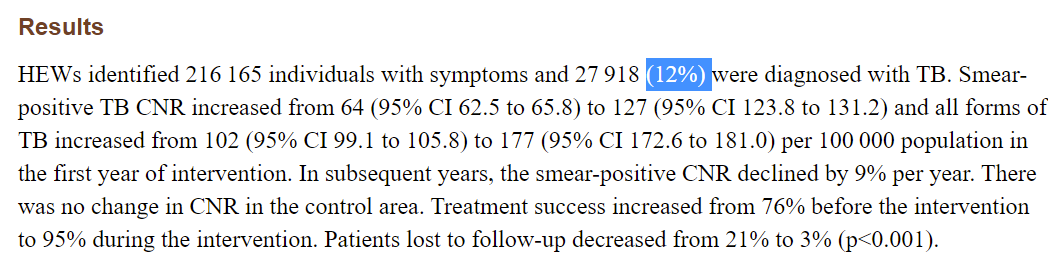 Results
HEWs identified 216 165 individuals with symptoms and 27 918 (12%) were diagnosed with TB. Smear-
positive TB CNR increased from 64 (95% CI 62.5 to 65.8) to 127 (95% CI 123.8 to 131.2) and all forms of
TB increased from 102 (95% CI 99.1 to 105.8) to 177 (95% CI 172.6 to 181.0) per 100 000 population in
the first year of intervention. In subsequent years, the smear-positive CNR declined by 9% per year. There
was no change in CNR in the control area. Treatment success increased from 76% before the intervention
to 95% during the intervention. Patients lost to follow-up decreased from 21% to 3% (p<0.001).